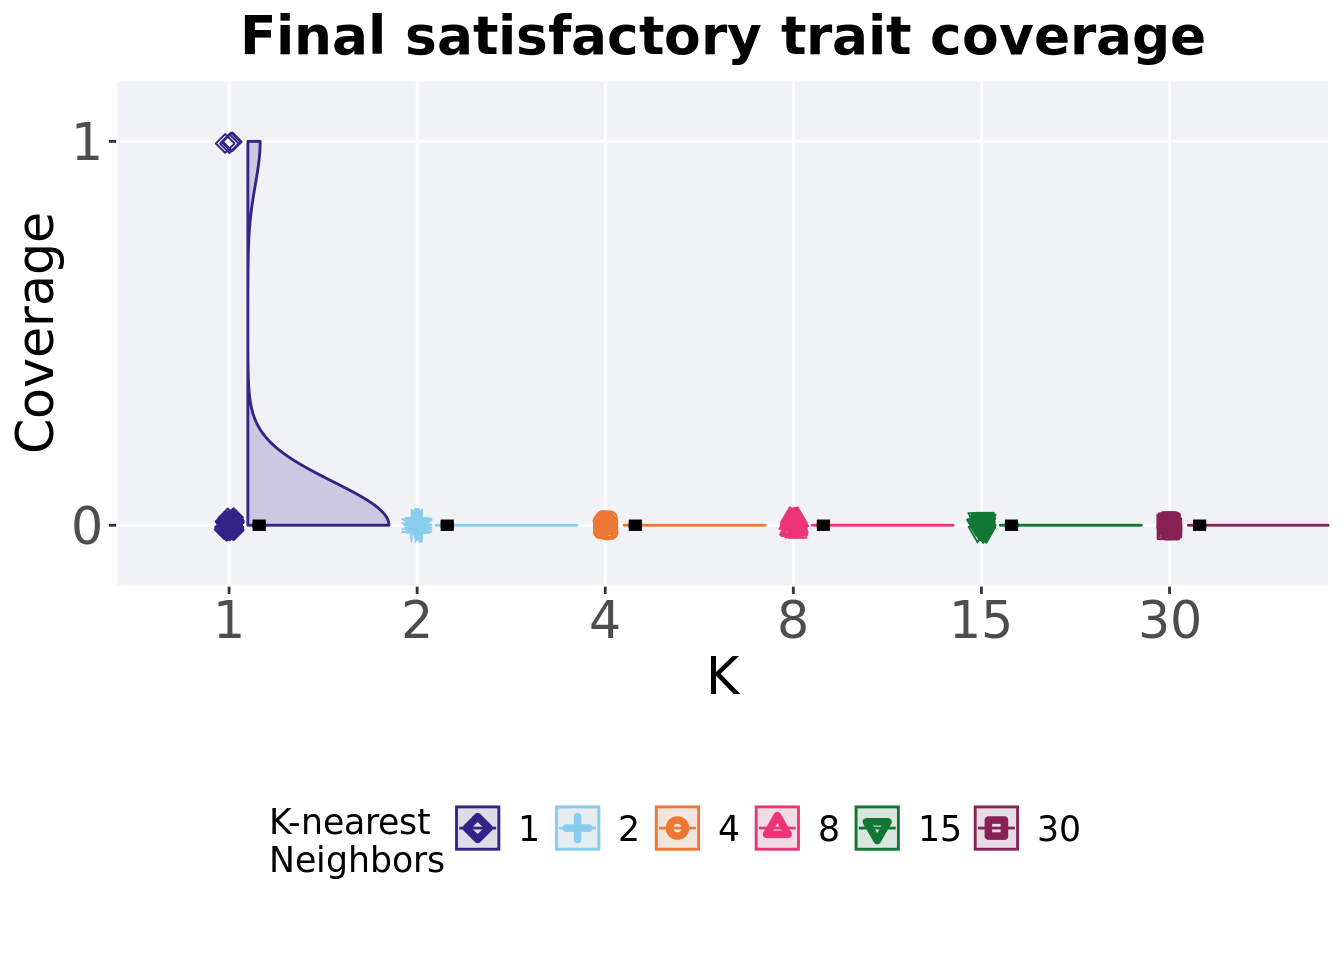 Final satisfactory trait coverage
1
0
Coverage
1 2 4 8 15 30
K
K-nearest
Neighbors
1 2 4 8 15 30